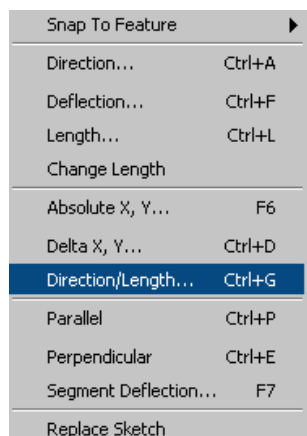 Snap To Feature
Direction... Ctrl+A
Deflection... Ctrl+F
Length... Ctrl+L
Change Length
Absolute X, Y... F6
Delta X, Y... Ctrl+D
Direction/Length... Ctrl+G
Parallel Ctrl+P
Perpendicular Ctrl+E
Segment Deflection... F7
Replace Sketch